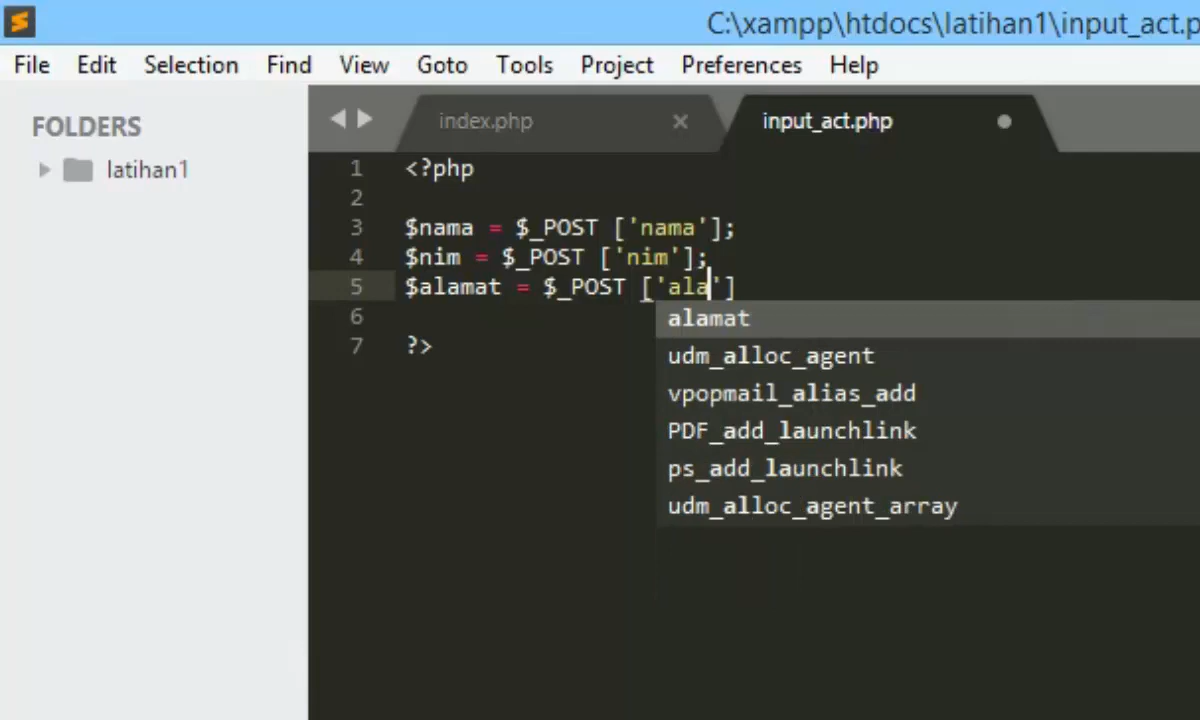 C:\xampp\htdocs\latihan1\input_act.p
File Edit Selection Find View Goto Tools Project Preferences Help
FOLDERS
latihan1
index.php
input_act.php
1 <?php
2
3 $nama = $_POST ['nama'];
4 $nim = $_POST ['nim'];
5 $alamat = $_POST ['ala']
6
7 ?>
alamat
udm_alloc_agent
vpopmail_alias_add
PDF_add_launchlink
ps_add_launchlink
udm_alloc_agent_array